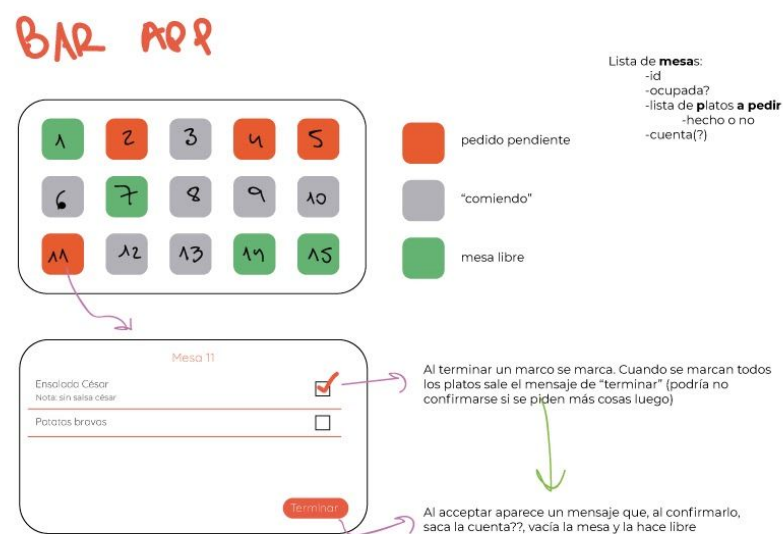 BAR APP
Lista de mesas:
-id
-ocupada?
-lista de platos a pedir
-hecho o no
-cuenta(?)
1 2 3 4 5
6 7 8 9 10
11 12 13 14 15
pedido pendiente
“comiendo”
mesa libre
Mesa 11
Ensalada César
Nota: sin salsa césar
Patatas bravas
Terminar
Al terminar un marco se marca. Cuando se marcan todos
los platos sale el mensaje de “terminar” (podría no
confirmarse si se piden más cosas luego)
Al acceptar aparece un mensaje que, al confirmarlo,
saca la cuenta??, vacía la mesa y la hace libre